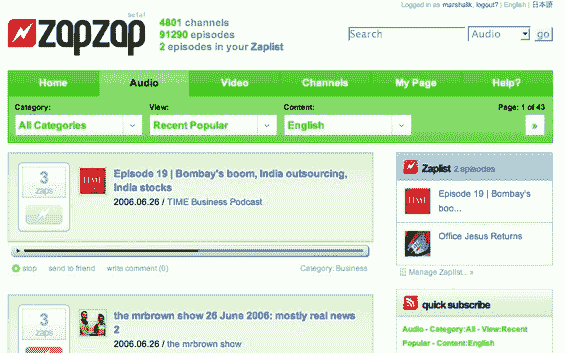 Logged in as marshallk, logout? | English | 日本語
beta!
zapzap
4801 channels
91290 episodes
2 episodes in your Zaplist
Search
Audio
go
Home
Audio
Video
Channels
My Page
Help?
Category:
View:
Content:
Page: 1 of 43
All Categories
Recent Popular
English
»
3
zaps
TIME
Episode 19 | Bombay's boom, India outsourcing,
India stocks
2006.06.26 / TIME Business Podcast
stop
send to friend
write comment (0)
Category: Business
3
zaps
the mrbrown show 26 June 2006: mostly real news
2
2006.06.26 / the mrbrown show
Zaplist 2 episodes
TIME
Episode 19 | Bombay's
boo...
Office Jesus Returns
Manage Zaplist.. »
quick subscribe
Audio - Category:All - View:Recent
Popular - Content:English